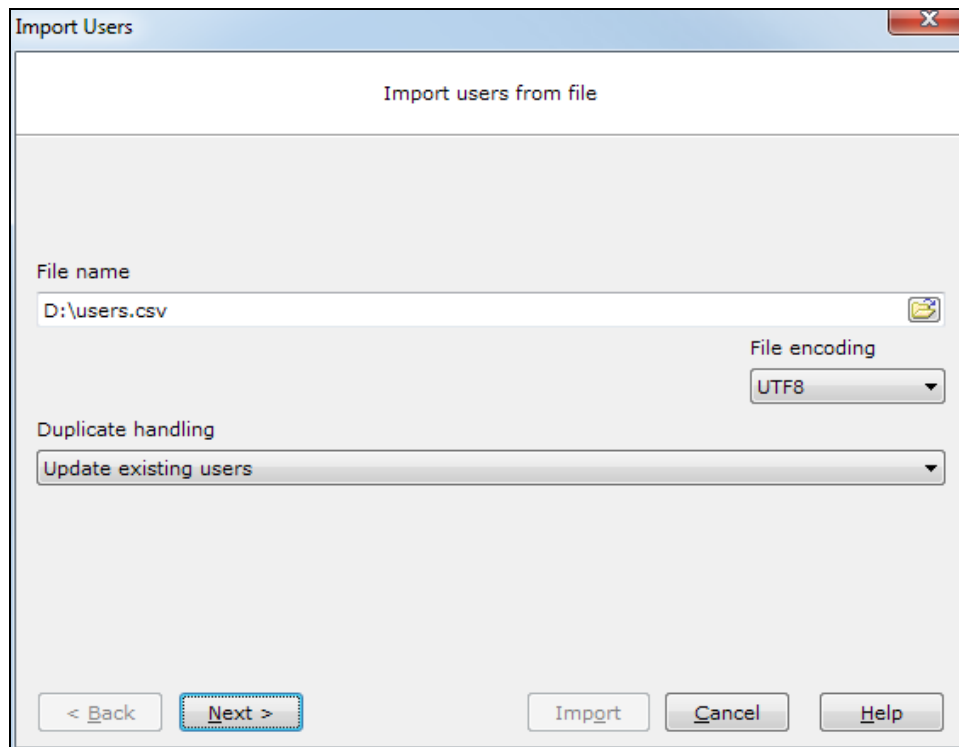 Import Users
Import users from file
File name
D:\users.csv
File encoding
UTF8
Duplicate handling
Update existing users
< Back Next > Import Cancel Help